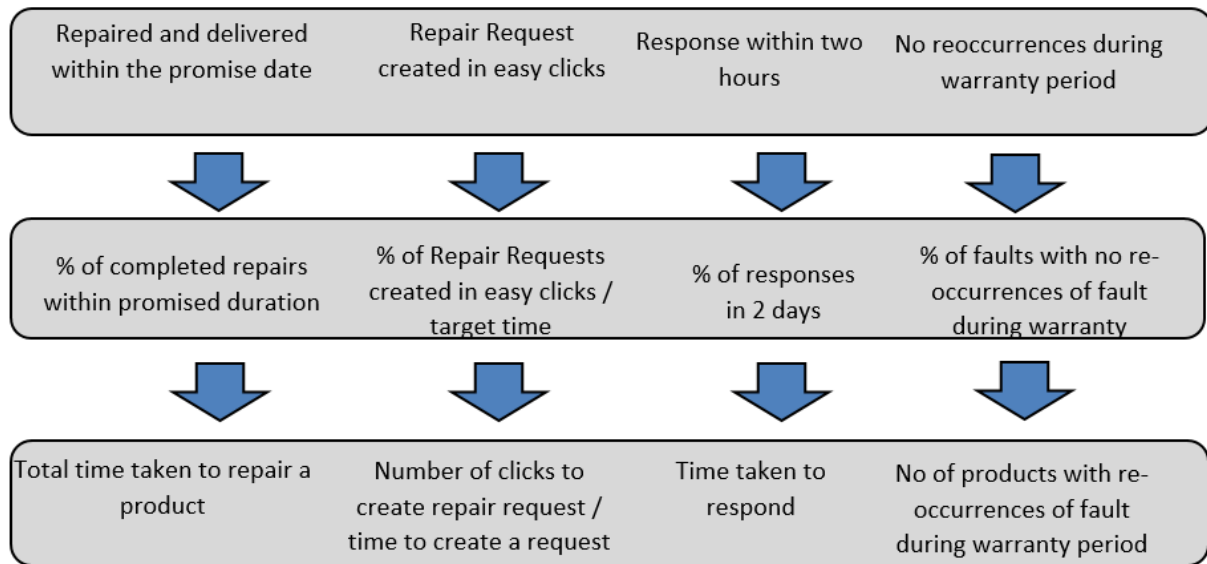 Repaired and delivered
within the promise date
Repair Request
created in easy clicks
Response within two
hours
No reoccurrences during
warranty period
% of completed repairs
within promised duration
% of Repair Requests
created in easy clicks /
target time
% of responses
in 2 days
% of faults with no re-
occurrences of fault
during warranty
Total time taken to repair a
product
Number of clicks to
create repair request /
time to create a request
Time taken to
respond
No of products with re-
occurrences of fault
during warranty period